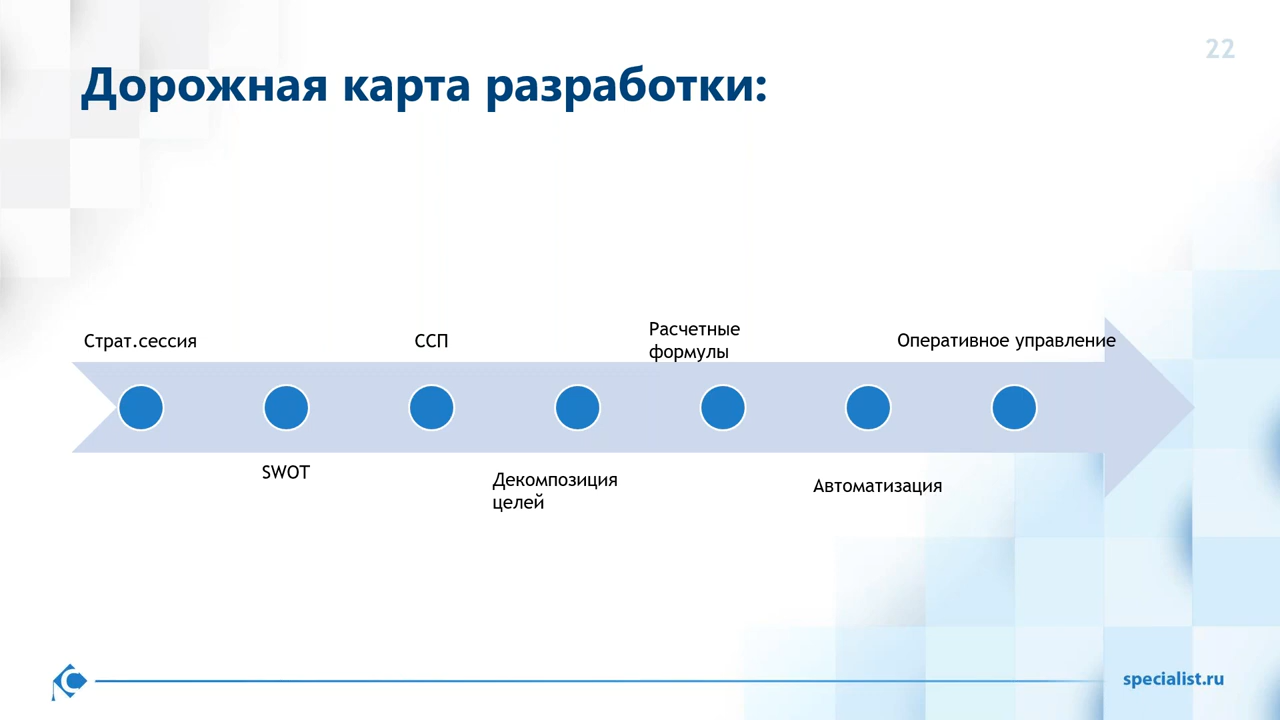 22
Дорожная карта разработки:
Страт.сессия
SWOT
ССП
Декомпозиция
целей
Расчетные
формулы
Автоматизация
Оперативное управление
specialist.ru